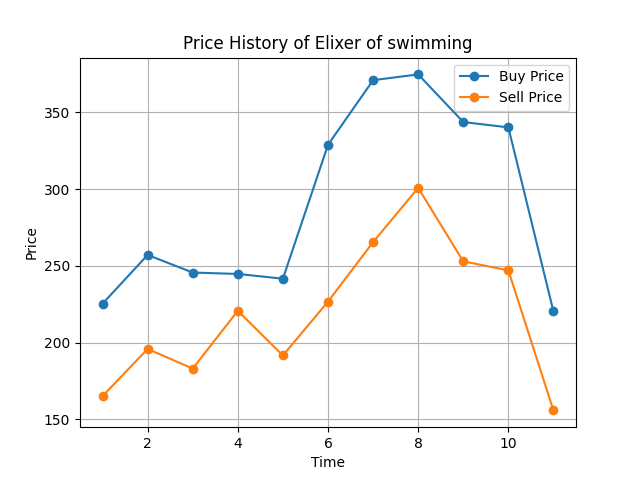 Price History of Elixer of swimming
Buy Price
Sell Price
350
300
250
200
150
Price
2 4 6 8 10
Time